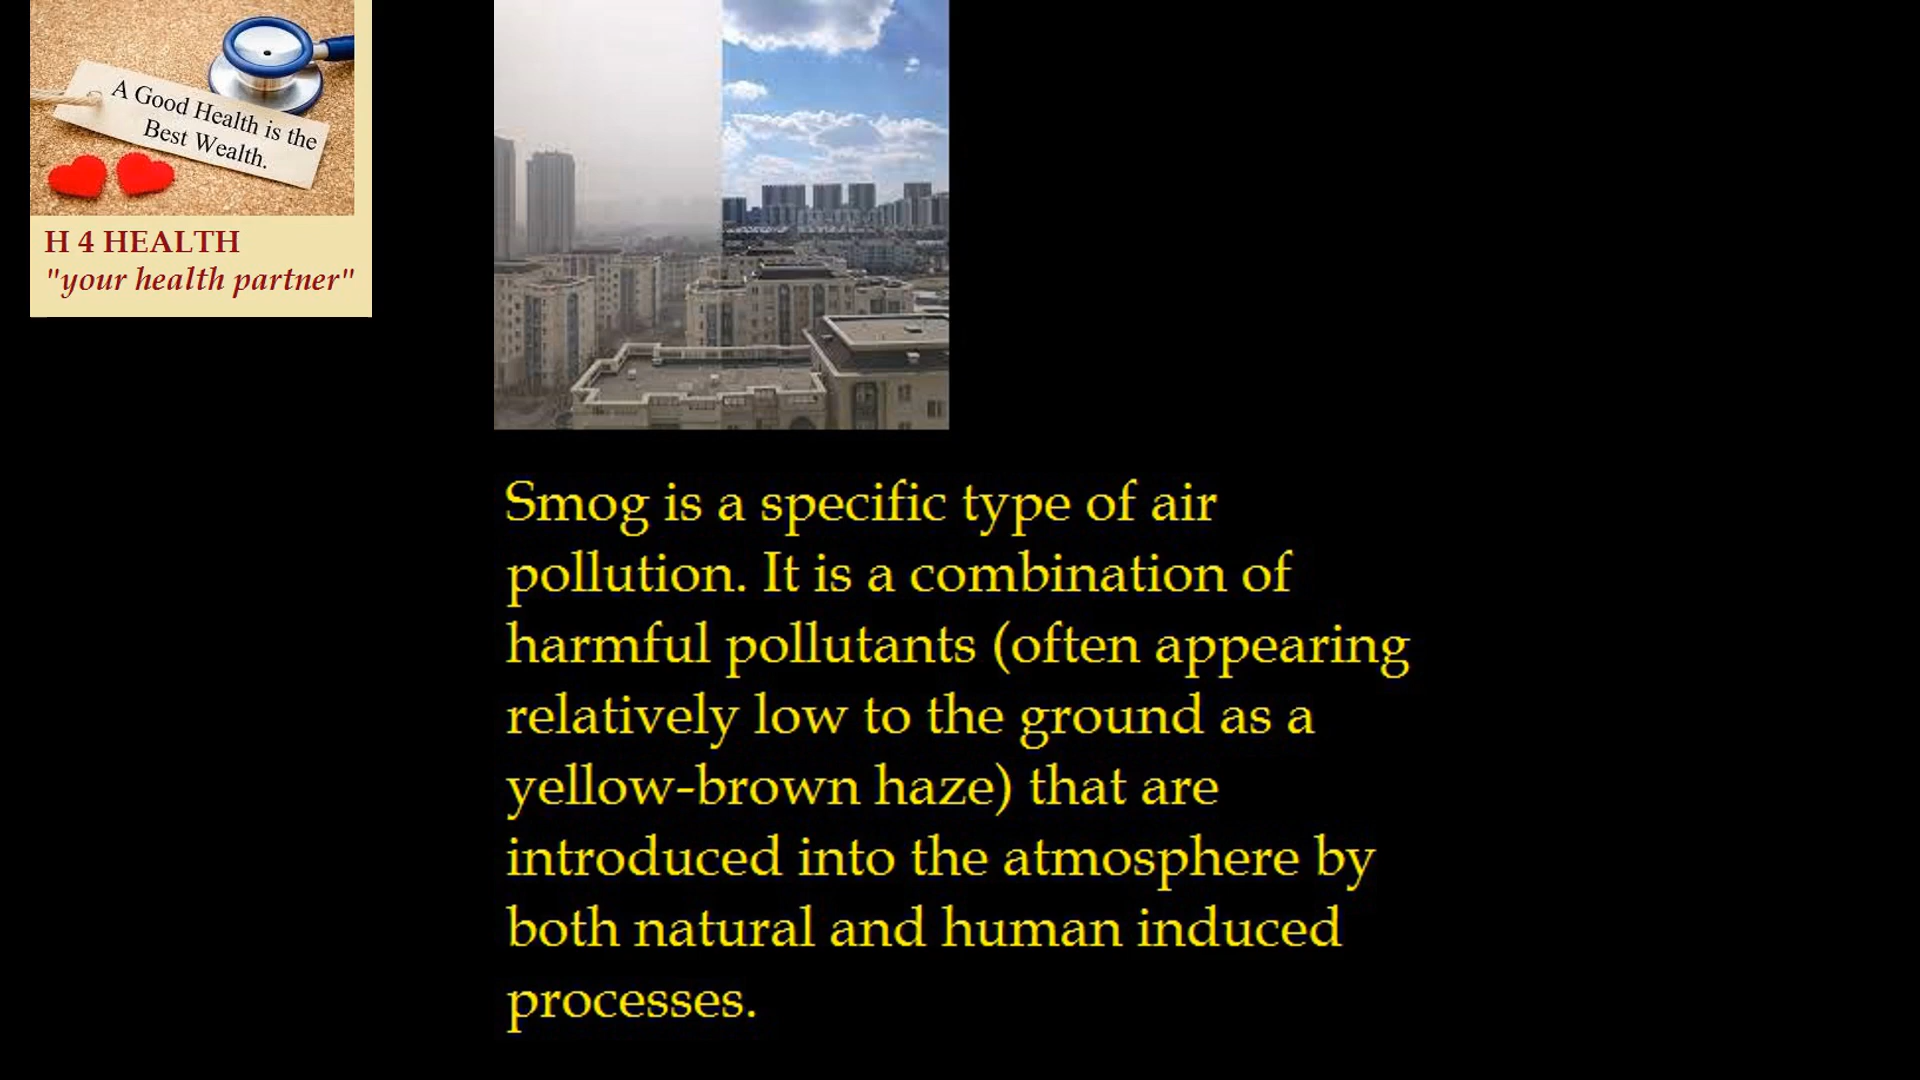 A Good Health is the
Best Wealth.
H 4 HEALTH
"your health partner"
Smog is a specific type of air
pollution. It is a combination of
harmful pollutants (often appearing
relatively low to the ground as a
yellow-brown haze) that are
introduced into the atmosphere by
both natural and human induced
processes.